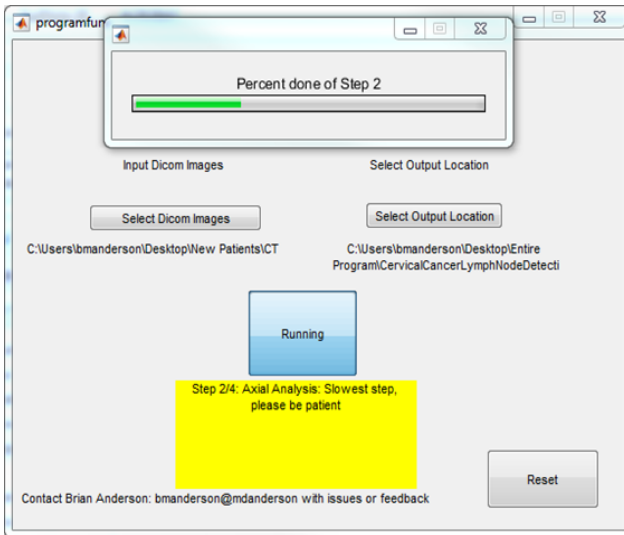 programfun
Percent done of Step 2
Input Dicom Images
Select Output Location
Select Dicom Images
Select Output Location
C:\Users\bmanderson\Desktop\New Patients\CT
C:\Users\bmanderson\Desktop\Entire
Program\CervicalCancerLymphNodeDetecti
Running
Step 2/4: Axial Analysis: Slowest step,
please be patient
Reset
Contact Brian Anderson: bmanderson@mdanderson with issues or feedback